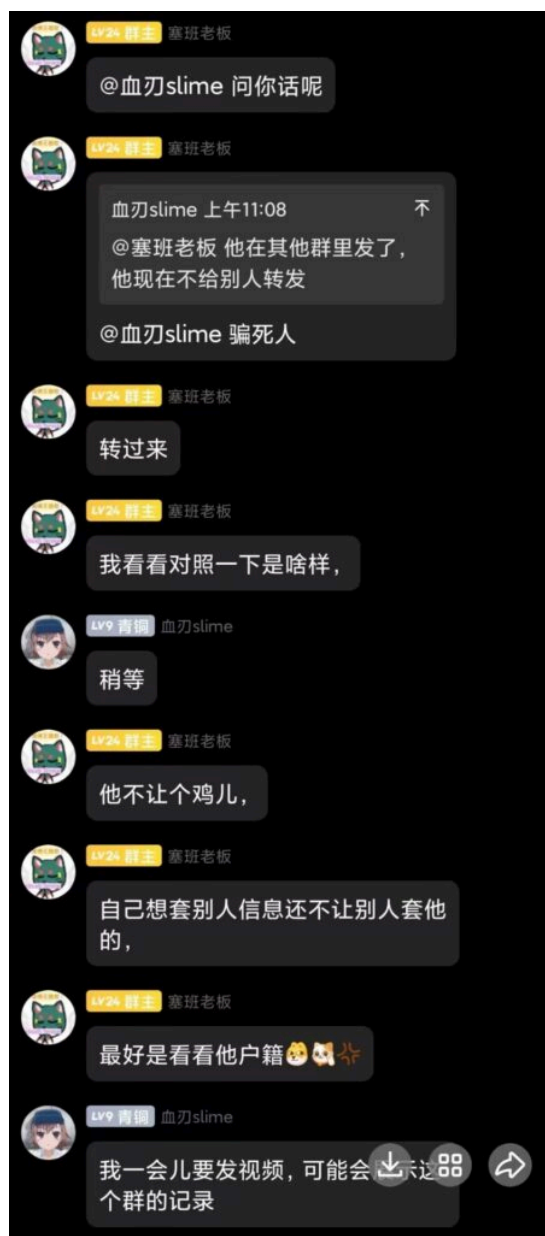 LV24 群主 塞班老板
@血刃slime 问你话呢
LV24 群主 塞班老板
血刃slime 上午11:08
@塞班老板 他在其他群里发了，
他现在不给别人转发
@血刃slime 骗死人
LV24 群主 塞班老板
转过来
LV24 群主 塞班老板
我看看对照一下是啥样，
LV9 青铜 血刃slime
稍等
LV24 群主 塞班老板
他不让个鸡儿，
LV24 群主 塞班老板
自己想套别人信息还不让别人套他
的，
LV24 群主 塞班老板
最好是看看他户籍
LV9 青铜 血刃slime
我一会儿要发视频，可能会示这
个群的记录